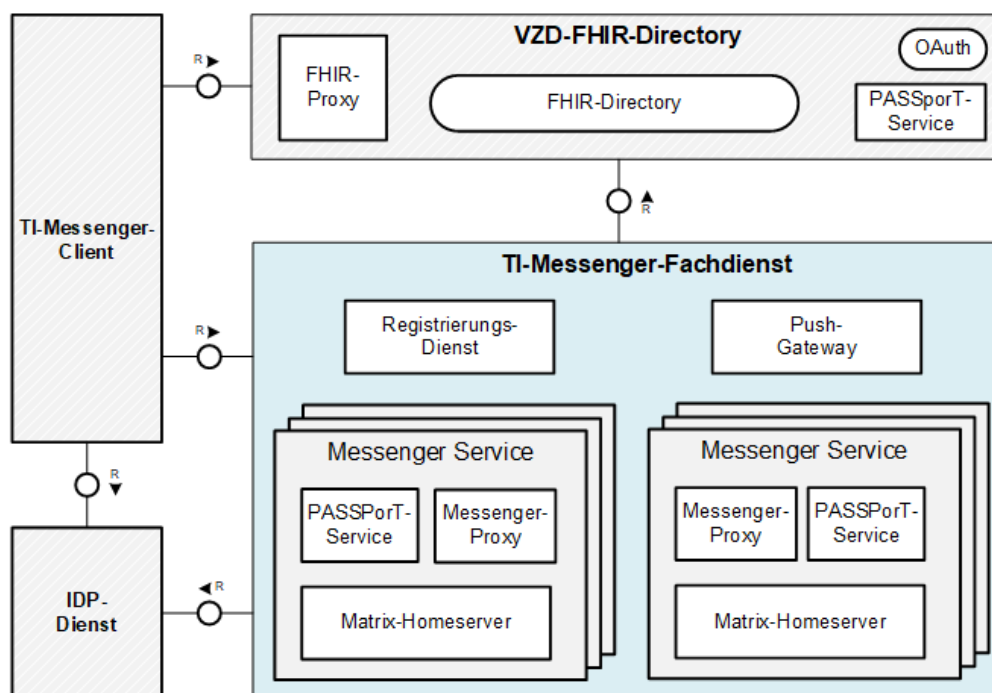 VZD-FHIR-Directory
OAuth
FHIR-
Proxy
FHIR-Directory
PASSporT-
Service
R
R
TI-Messenger-
Client
TI-Messenger-Fachdienst
R
Registrierungs-
Dienst
Push-
Gateway
Messenger Service
PASSPorT-
Service
Messenger-
Proxy
Matrix-Homeserver
Messenger Service
Messenger-
Proxy
PASSPorT-
Service
Matrix-Homeserver
R
IDP-
Dienst
R